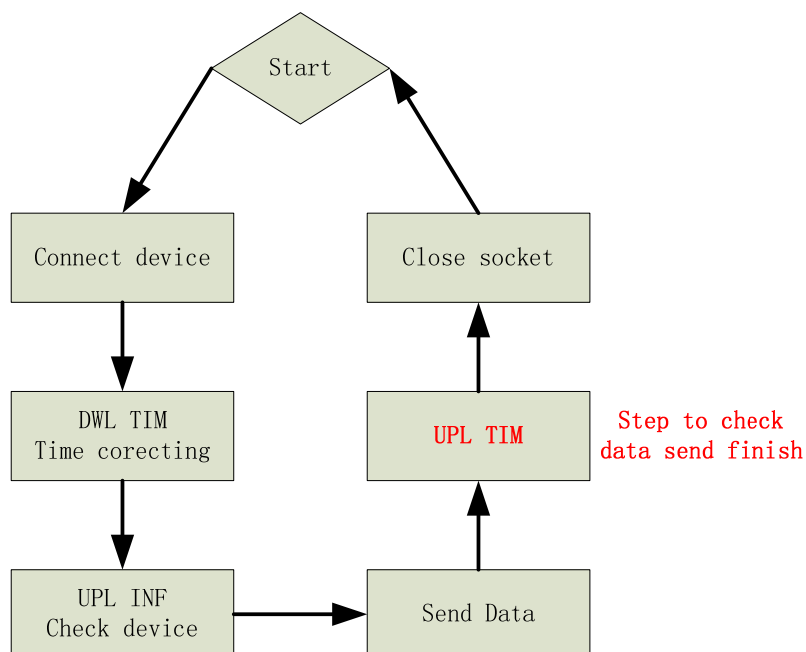 Start
Connect device
Close socket
DWL TIM
Time corecting
UPL TIM
Step to check
data send finish
UPL INF
Check device
Send Data